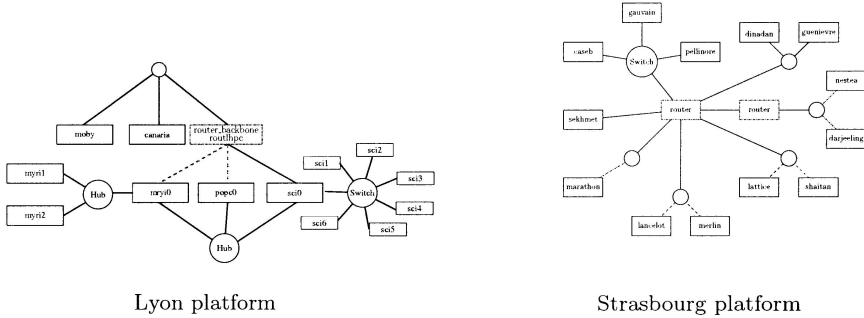 moby
canaria
router_backbone
routlhpc
myri1
myri2
Hub
myri0
popc0
sci0
Hub
sci1
sci2
sci3
sci4
sci5
sci6
Switch
Lyon platform
gauvain
caseb
Switch
pellinore
dinadan
guenievre
nestea
darjeeling
router
router
sekhmet
marathon
lancelot
merlin
lattice
shaitan
Strasbourg platform